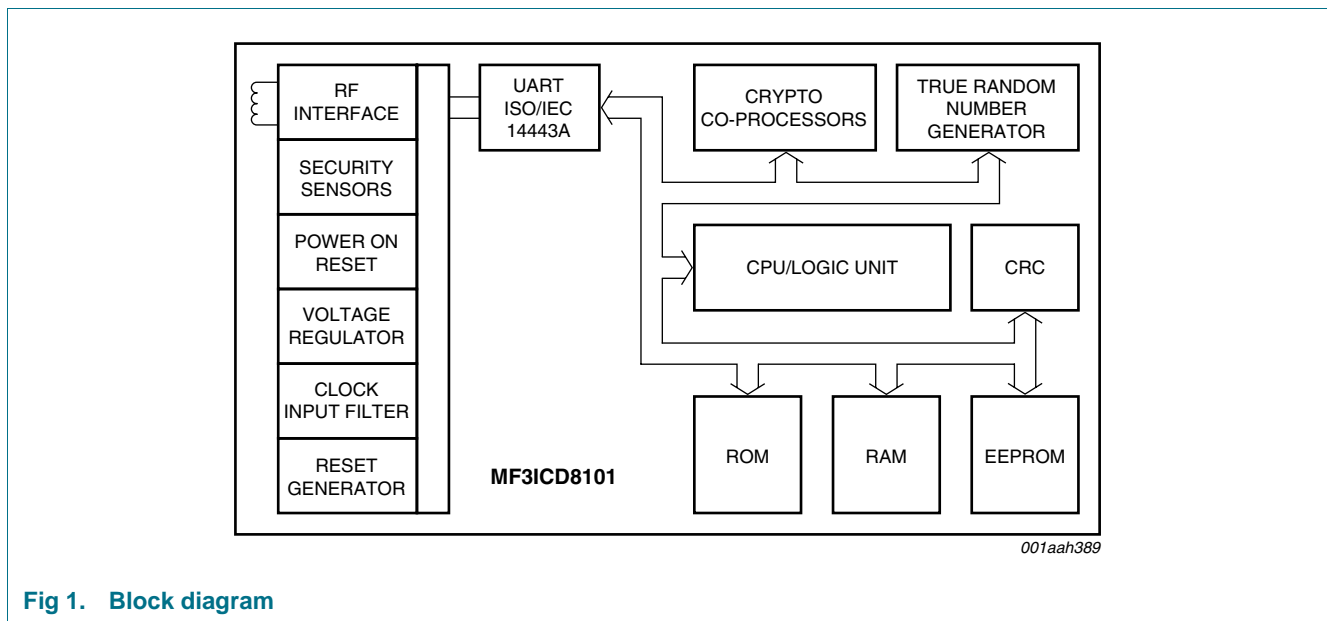 RF
INTERFACE
SECURITY
SENSORS
POWER ON
RESET
VOLTAGE
REGULATOR
CLOCK
INPUT FILTER
RESET
GENERATOR
UART
ISO/IEC
14443A
CRYPTO
CO-PROCESSORS
TRUE RANDOM
NUMBER
GENERATOR
CPU/LOGIC UNIT
CRC
ROM
RAM
EEPROM
MF3ICD8101
001aah389
Fig 1. Block diagram